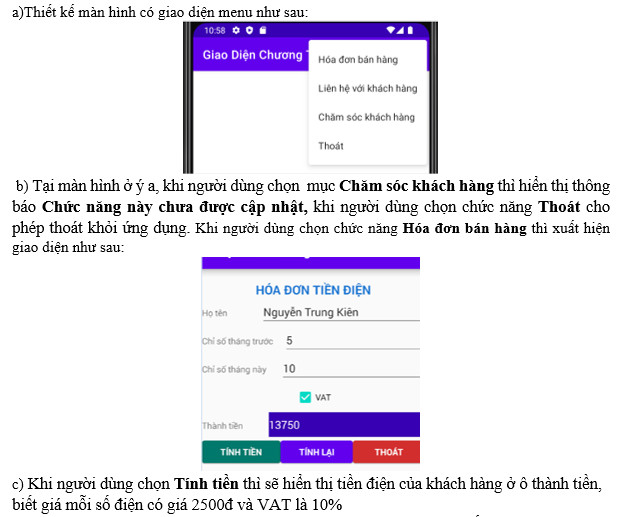 a)Thiết kế màn hình có giao diện menu như sau:
10:58
Giao Diện Chương
Hóa đơn bán hàng
Liên hệ với khách hàng
Chăm sóc khách hàng
Thoát
b) Tại màn hình ở ý a, khi người dùng chọn mục Chăm sóc khách hàng thì hiển thị thông
báo Chức năng này chưa được cập nhật, khi người dùng chọn chức năng Thoát cho
phép thoát khỏi ứng dụng. Khi người dùng chọn chức năng Hóa đơn bán hàng thì xuất hiện
giao diện như sau:
HÓA ĐƠN TIỀN ĐIỆN
Họ tên Nguyễn Trung Kiên
Chỉ số tháng trước 5
Chỉ số tháng này 10
VAT
Thành tiền 13750
TÍNH TIỀN TÍNH LẠI THOÁT
c) Khi người dùng chọn Tính tiền thì sẽ hiển thị tiền điện của khách hàng ở ô thành tiền,
biết giá mỗi số điện có giá 2500đ và VAT là 10%